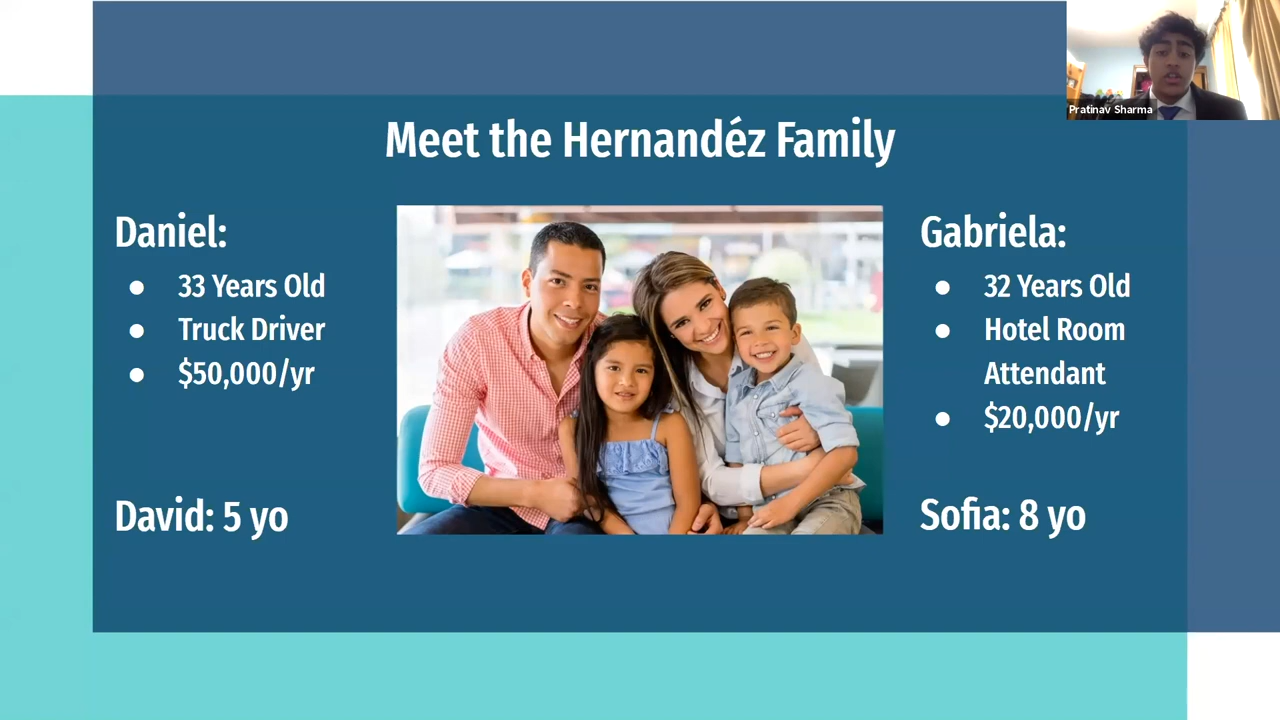 Pratinav Sharma
Meet the Hernandéz Family
Daniel:
● 33 Years Old
● Truck Driver
● $50,000/yr
David: 5 yo
Gabriela:
● 32 Years Old
● Hotel Room
Attendant
● $20,000/yr
Sofia: 8 yo